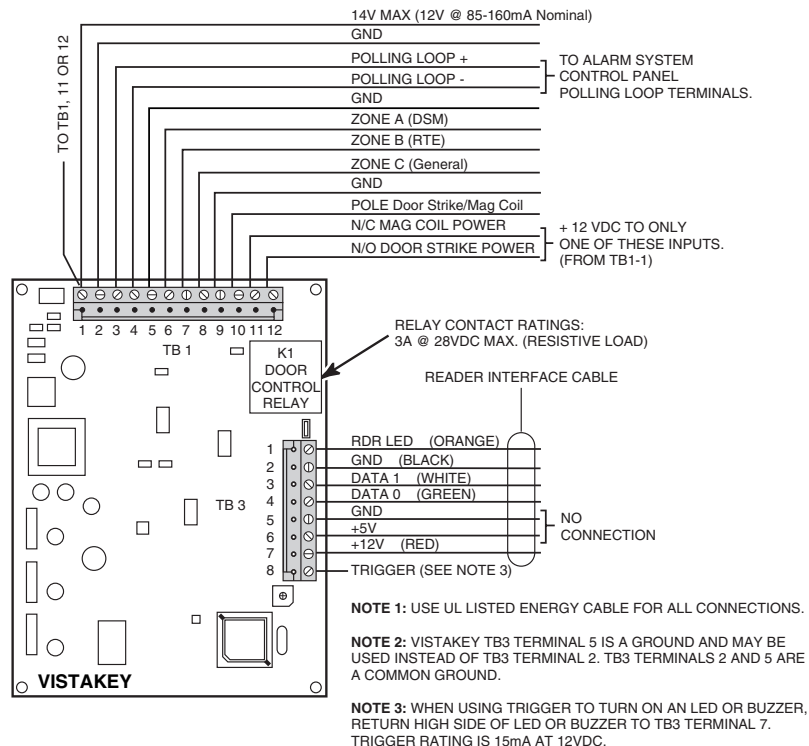 14V MAX (12V @ 85-160mA Nominal)
GND
POLLING LOOP +
POLLING LOOP -
TO ALARM SYSTEM
CONTROL PANEL
POLLING LOOP TERMINALS.
GND
ZONE A (DSM)
ZONE B (RTE)
ZONE C (General)
GND
POLE Door Strike/Mag Coil
N/C MAG COIL POWER
N/O DOOR STRIKE POWER
+ 12 VDC TO ONLY
ONE OF THESE INPUTS.
(FROM TB1-1)
TO TB1, 11 OR 12
1 2 3 4 5 6 7 8 9 10 11 12
TB 1
K1
DOOR
CONTROL
RELAY
RELAY CONTACT RATINGS:
3A @ 28VDC MAX. (RESISTIVE LOAD)
READER INTERFACE CABLE
1 RDR LED (ORANGE)
2 GND (BLACK)
3 DATA 1 (WHITE)
4 DATA 0 (GREEN)
TB 3
5 GND
6 +5V
NO
CONNECTION
7 +12V (RED)
8 TRIGGER (SEE NOTE 3)
NOTE 1: USE UL LISTED ENERGY CABLE FOR ALL CONNECTIONS.
NOTE 2: VISTAKEY TB3 TERMINAL 5 IS A GROUND AND MAY BE
USED INSTEAD OF TB3 TERMINAL 2. TB3 TERMINALS 2 AND 5 ARE
A COMMON GROUND.
NOTE 3: WHEN USING TRIGGER TO TURN ON AN LED OR BUZZER,
RETURN HIGH SIDE OF LED OR BUZZER TO TB3 TERMINAL 7.
TRIGGER RATING IS 15mA AT 12VDC.
VISTAKEY